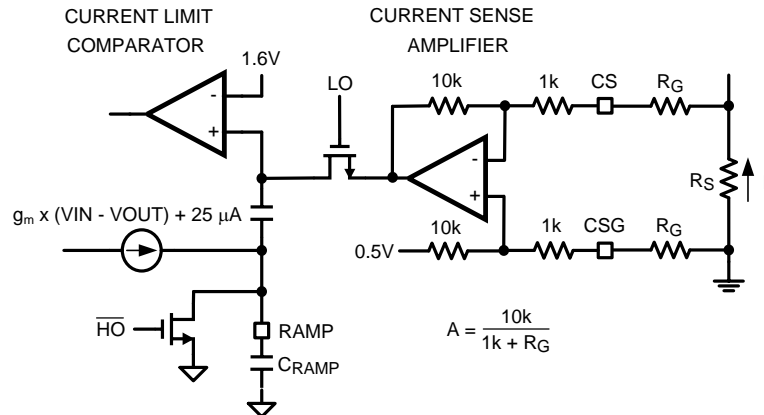 CURRENT LIMIT
COMPARATOR
CURRENT SENSE
AMPLIFIER
1.6V
LO
10k
1k
CS
RG
-
+
-
+
RS
gm x (VIN - VOUT) + 25 μA
0.5V
10k
1k
CSG
RG
HO
RAMP
CRAMP
A = 10k / 1k + RG